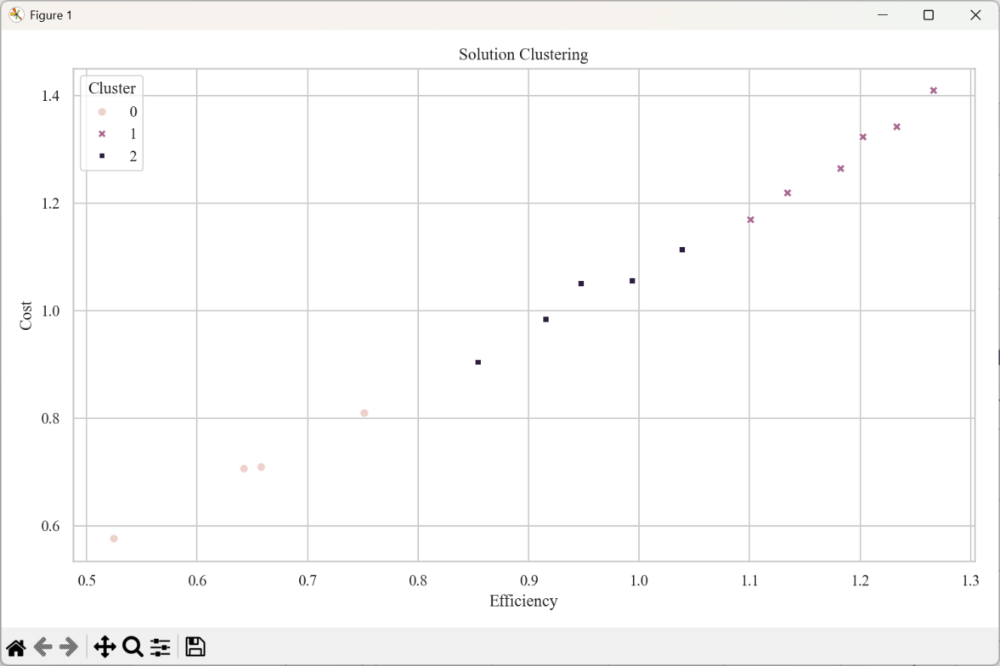 Figure 1
Solution Clustering
Cluster
0
1
2
1.4
1.2
1.0
0.8
0.6
Cost
0.5 0.6 0.7 0.8 0.9 1.0 1.1 1.2 1.3
Efficiency